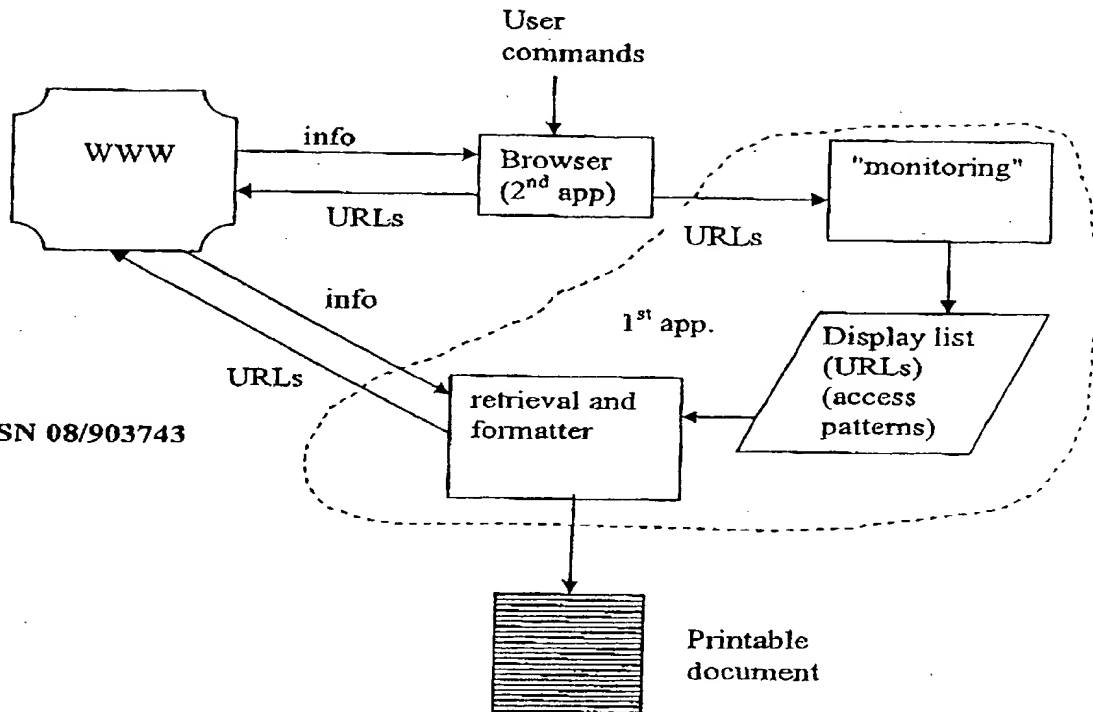 User
commands
WWW
info
Browser
(2nd app)
"monitoring"
URLs
URLs
info
1st app.
Display list
(URLs)
(access
patterns)
URLs
retrieval and
formatter
SN 08/903743
Printable
document